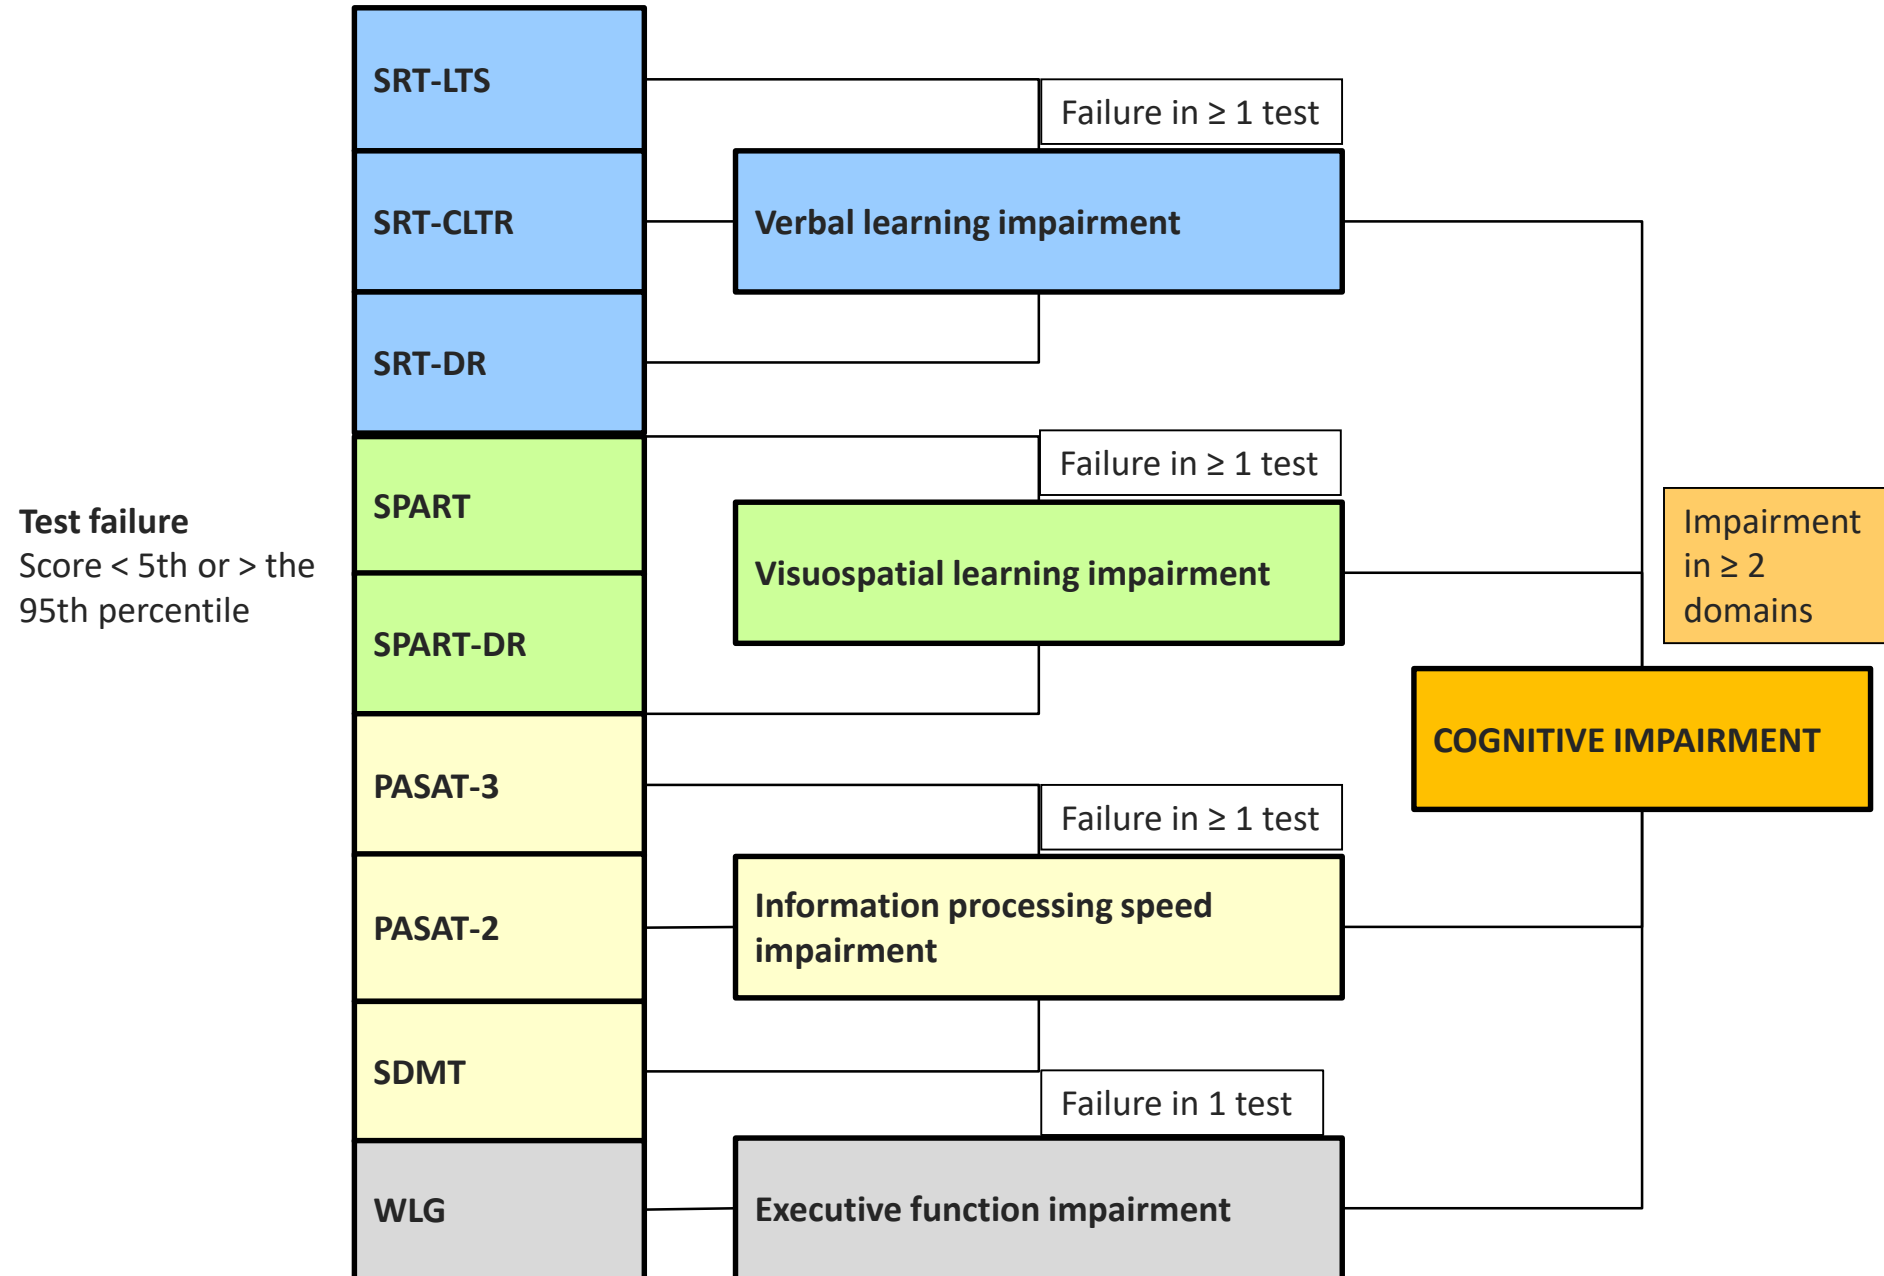 Test failure
Score < 5th or > the
95th percentile
SRT-LTS
SRT-CLTR
SRT-DR
SPART
SPART-DR
PASAT-3
PASAT-2
SDMT
WLG
Failure in ≥ 1 test
Verbal learning impairment
Failure in ≥ 1 test
Visuospatial learning impairment
Failure in ≥ 1 test
Information processing speed
impairment
Failure in 1 test
Executive function impairment
Impairment
in ≥ 2
domains
COGNITIVE IMPAIRMENT